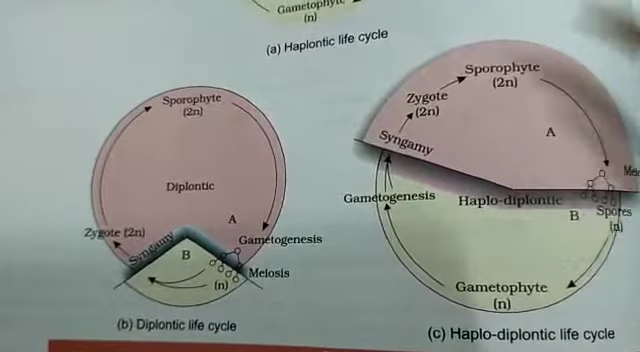 Gametophyte
(n)
(a) Haplontic life cycle
Sporophyte
(2n)
Diplontic
A
Zygote (2n)
Syngamy
B
Gametogenesis
Meiosis
(n)
(b) Diplontic life cycle
Sporophyte
(2n)
Zygote
(2n)
Syngamy
A
Gametogenesis
Haplo-diplontic
B
Spores
(n)
Gametophyte
(n)
(c) Haplo-diplontic life cycle